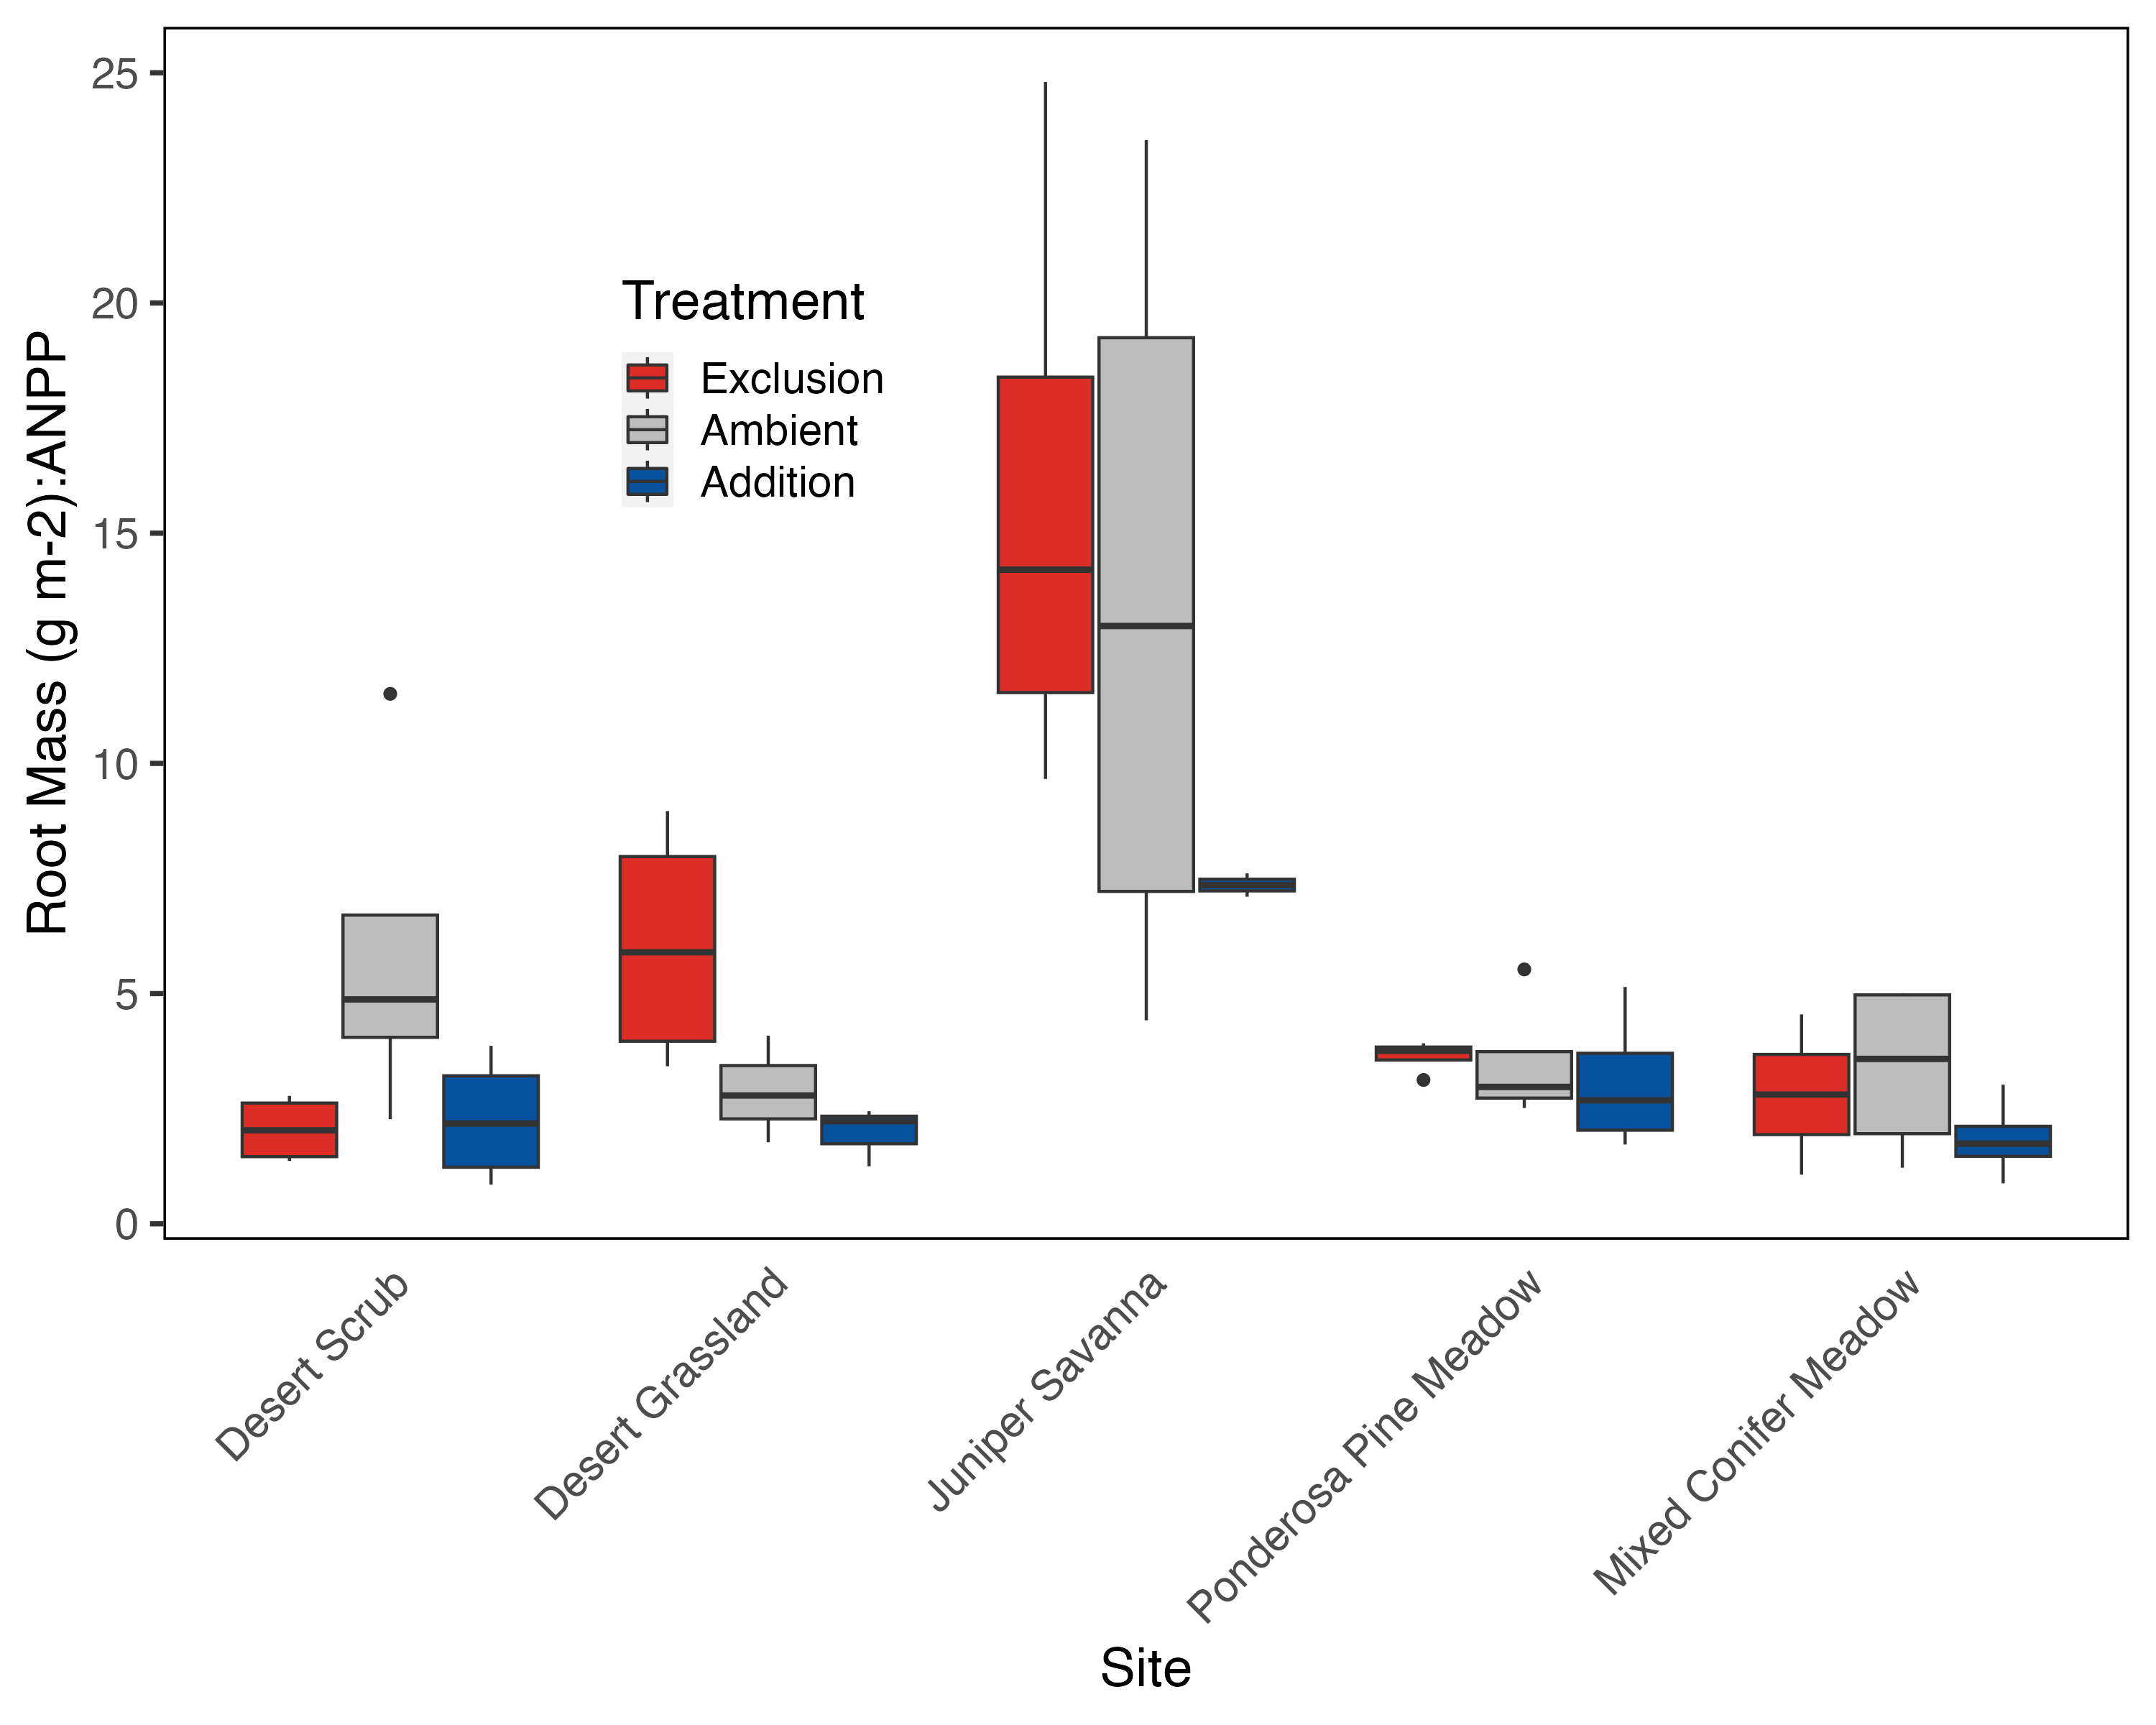 Root Mass (g m-2):ANPP
25
20
15
10
5
0
Treatment
Exclusion
Ambient
Addition
Desert Scrub
Desert Grassland
Juniper Savanna
Ponderosa Pine Meadow
Mixed Conifer Meadow
Site